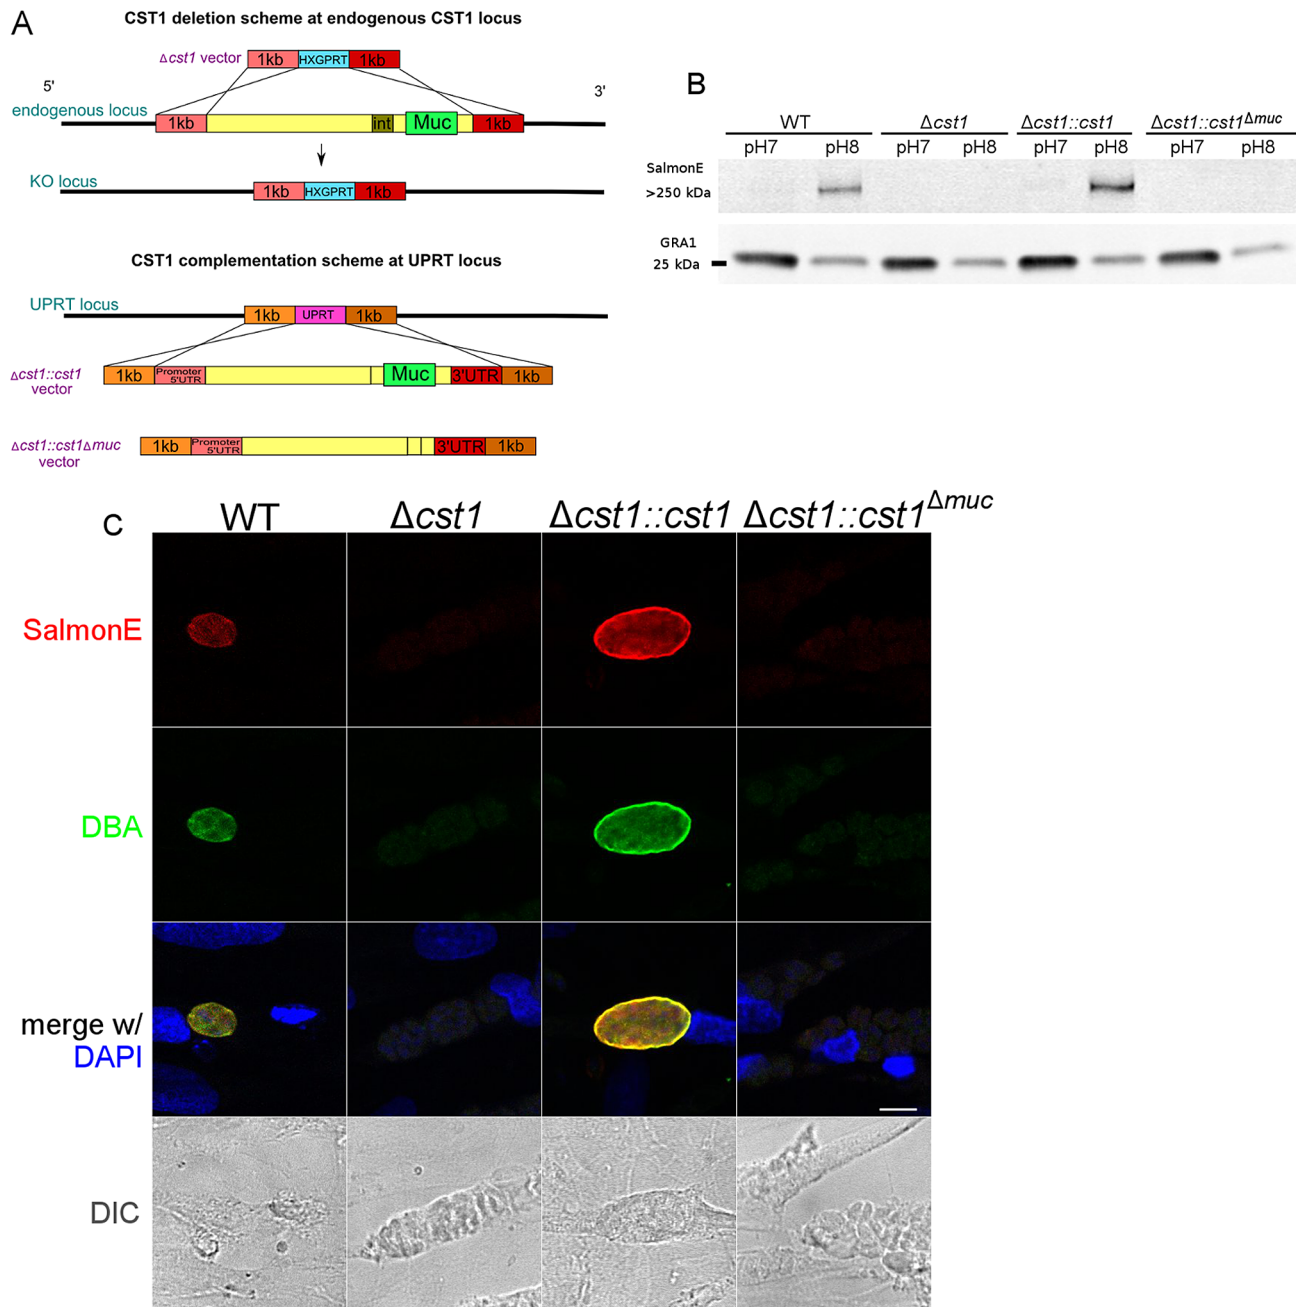 A
CST1 deletion scheme at endogenous CST1 locus
Δcst1 vector
1kb HXGPRT 1kb
5'
3'
endogenous locus
1kb int Muc 1kb
KO locus
1kb HXGPRT 1kb
CST1 complementation scheme at UPRT locus
UPRT locus
1kb UPRT 1kb
Δcst1::cst1
vector
1kb Promoter 5'UTR Muc 3'UTR 1kb
Δcst1::cst1Δmuc
vector
1kb Promoter 5'UTR 3'UTR 1kb
B
WT Δcst1 Δcst1::cst1 Δcst1::cst1Δmuc
pH7 pH8 pH7 pH8 pH7 pH8 pH7 pH8
SalmonE
>250 kDa
GRA1
25 kDa
C
WT Δcst1 Δcst1::cst1 Δcst1::cst1Δmuc
SalmonE
DBA
merge w/
DAPI
DIC